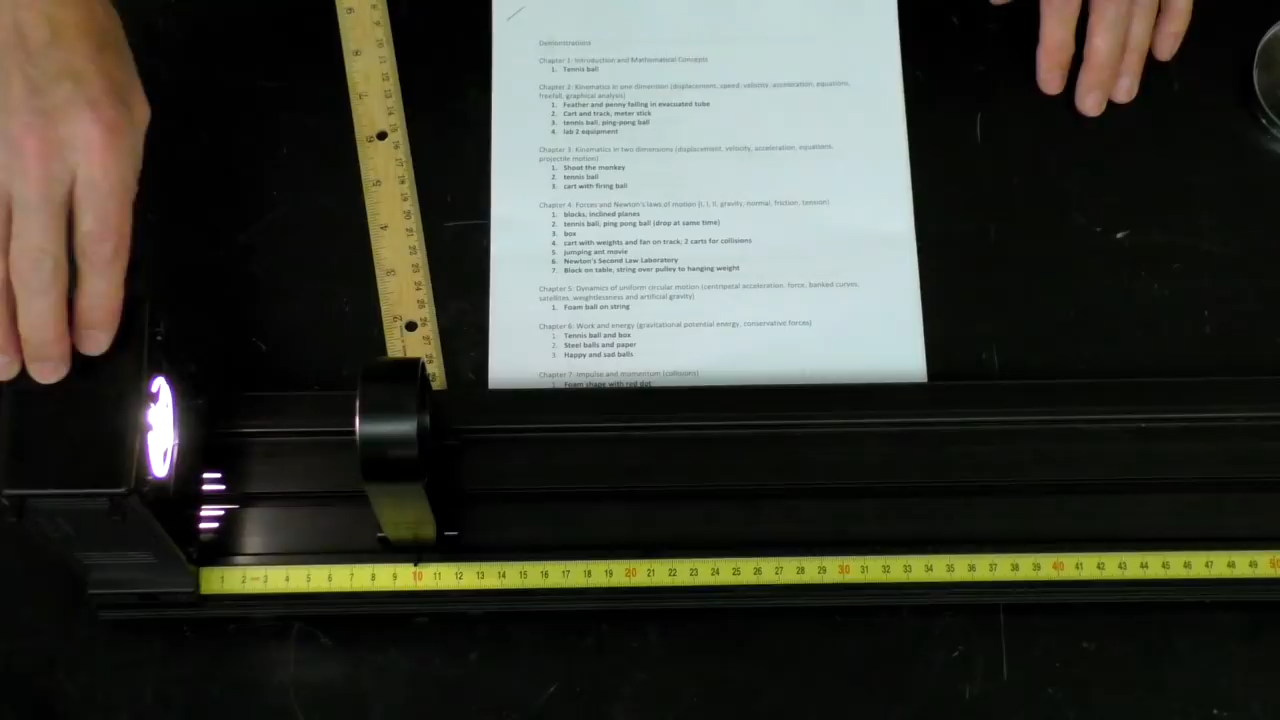 Demonstrations
Chapter 1: Introduction and Mathematical Concepts
1. Tennis ball
Chapter 2: Kinematics in one dimension (displacement, speed, velocity, acceleration, equations,
freefall, graphical analysis)
1. Feather and penny falling in evacuated tube
2. Cart and track, meter stick
3. tennis ball, ping-pong ball
4. lab 2 equipment
Chapter 3: Kinematics in two dimensions (displacement, velocity, acceleration, equations,
projectile motion)
1. Shoot the monkey
2. tennis ball
3. cart with firing ball
Chapter 4: Forces and Newton's laws of motion (I, I, II, gravity, normal, friction, tension)
1. blocks, inclined planes
2. tennis ball, ping pong ball (drop at same time)
3. box
4. cart with weights and fan on track; 2 carts for collisions
5. jumping ant movie
6. Newton's Second Law Laboratory
7. Block on table, string over pulley to hanging weight
Chapter 5: Dynamics of uniform circular motion (centripetal acceleration, force, banked curves,
satellites, weightlessness and artificial gravity)
1. Foam ball on string
Chapter 6: Work and energy (gravitational potential energy, conservative forces)
1. Tennis ball and box
2. Steel balls and paper
3. Happy and sad balls
Chapter 7: Impulse and momentum (collisions)
1. Foam shape with red dot
1 2 3 4 5 6 7 8 9 10 11 12 13 14 15 16 17 18 19 20 21 22 23 24 25 26 27 28 29 30 31 32 33 34 35 36 37 38 39 40 41 42 43 44 45 46 47 48 49